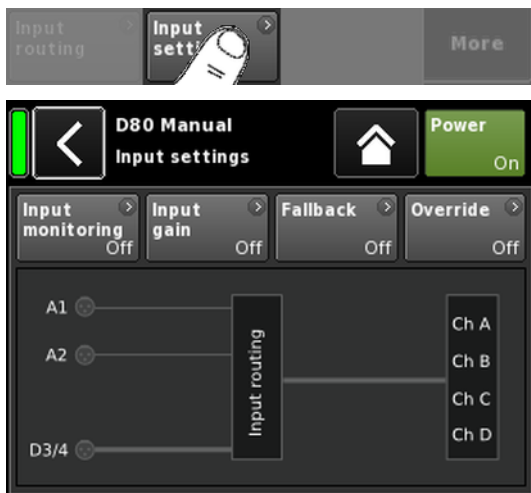 Input
routing
Input
More
D80 Manual
Input settings
Power
On
Input
monitoring
Off
Input
gain
Off
Fallback
Off
Override
Off
A1
A2
D3/4
Input routing
Ch A
Ch B
Ch C
Ch D